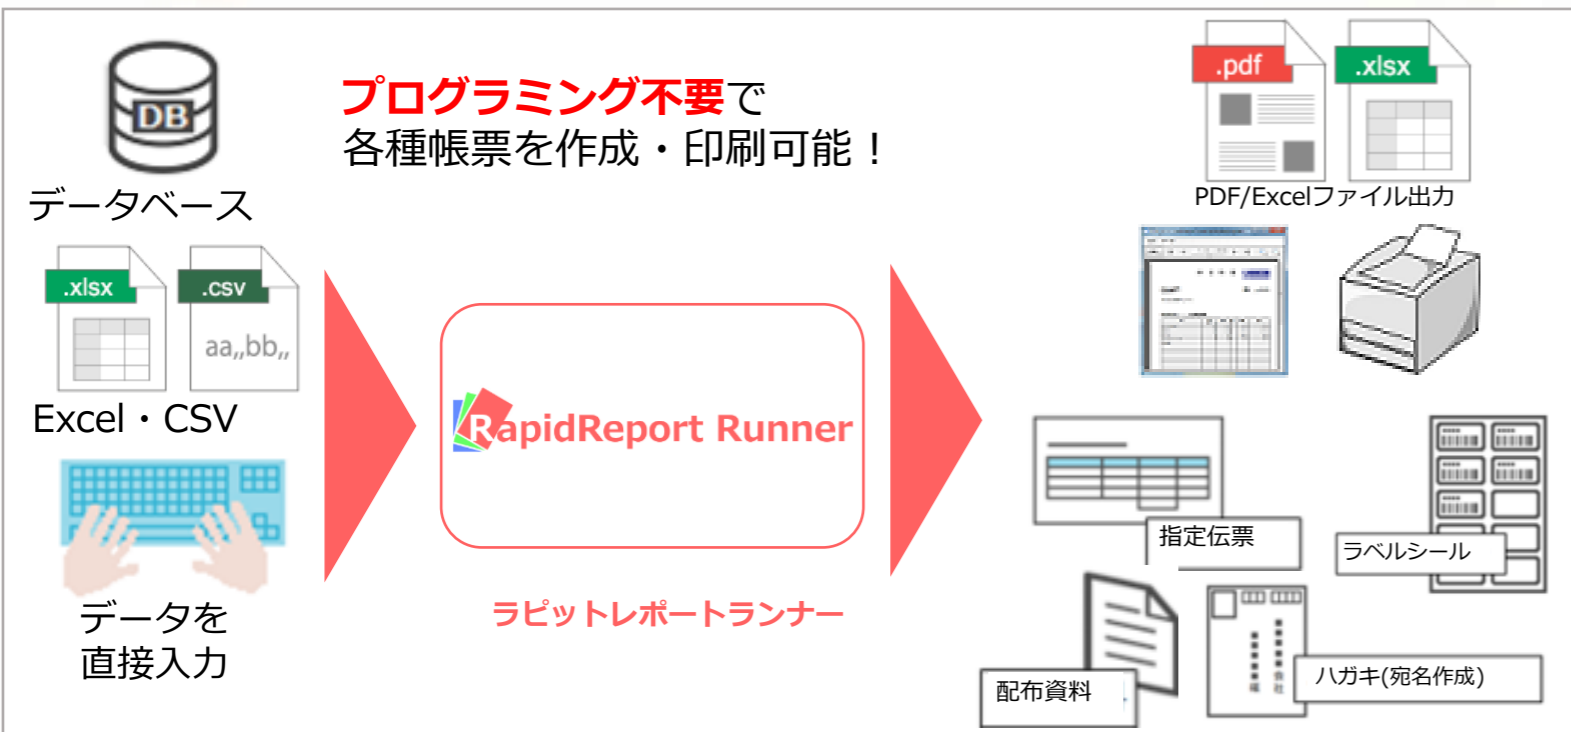 プログラミング不要で
各種帳票を作成・印刷可能！
DB
データベース
.xlsx
.csv
aa,,bb,,
Excel・CSV
データを
直接入力
RapidReport Runner
ラピットレポートランナー
.pdf
.xlsx
PDF/Excelファイル出力
指定伝票
ラベルシール
配布資料
ハガキ(宛名作成)